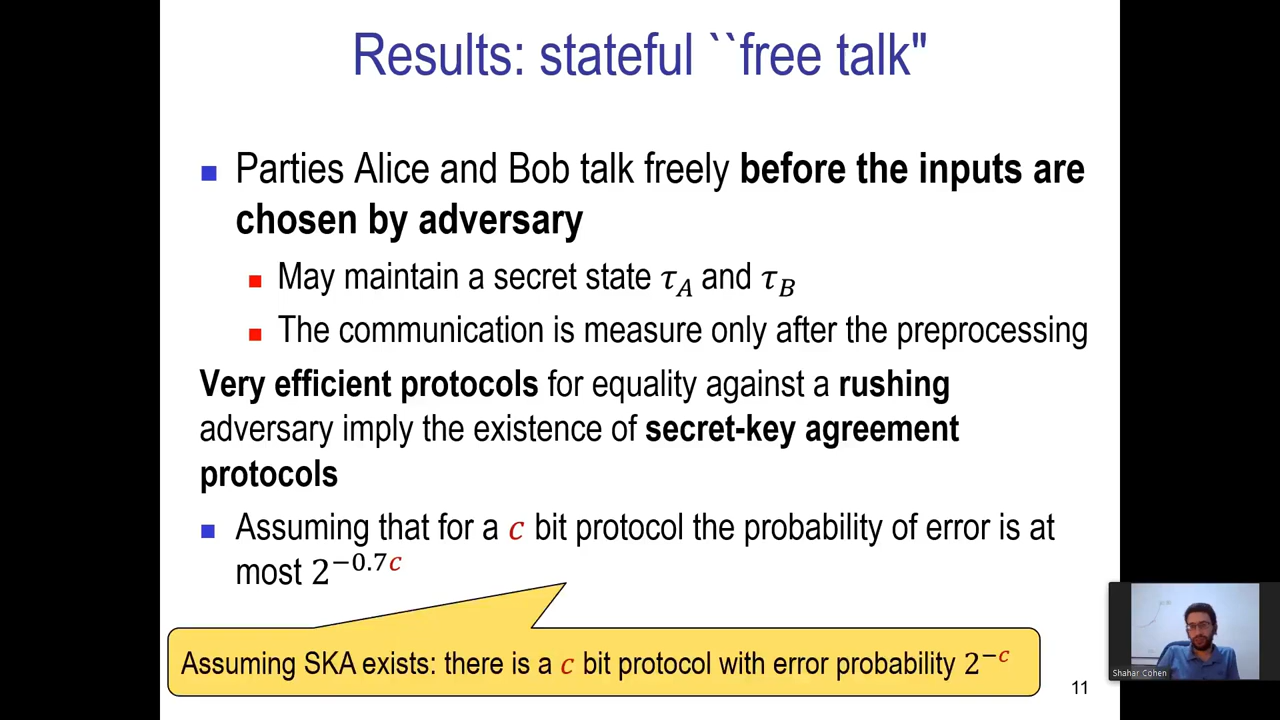 Results: stateful ``free talk"
Parties Alice and Bob talk freely before the inputs are
chosen by adversary
May maintain a secret state τ_A and τ_B
The communication is measure only after the preprocessing
Very efficient protocols for equality against a rushing
adversary imply the existence of secret-key agreement
protocols
Assuming that for a c bit protocol the probability of error is at
most 2^{-0.7c}
Assuming SKA exists: there is a c bit protocol with error probability 2^{-c}
Shahar Cohen
11